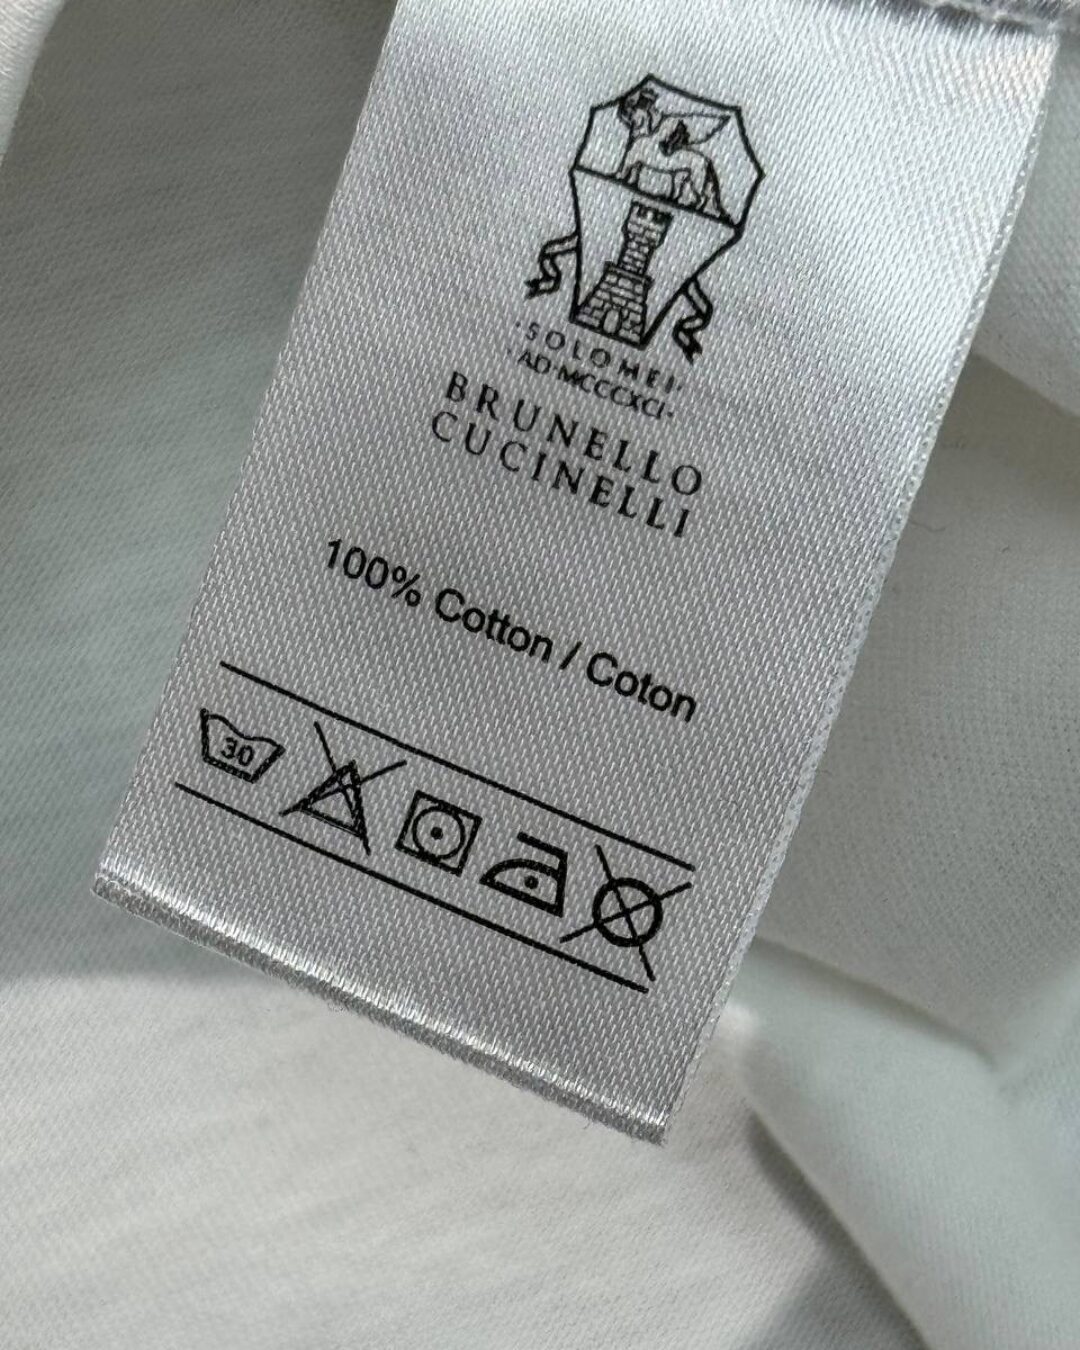 ·SOLOMEI·
·AD·MCCCXCI·
BRUNELLO
CUCINELLI
100% Cotton / Coton
30